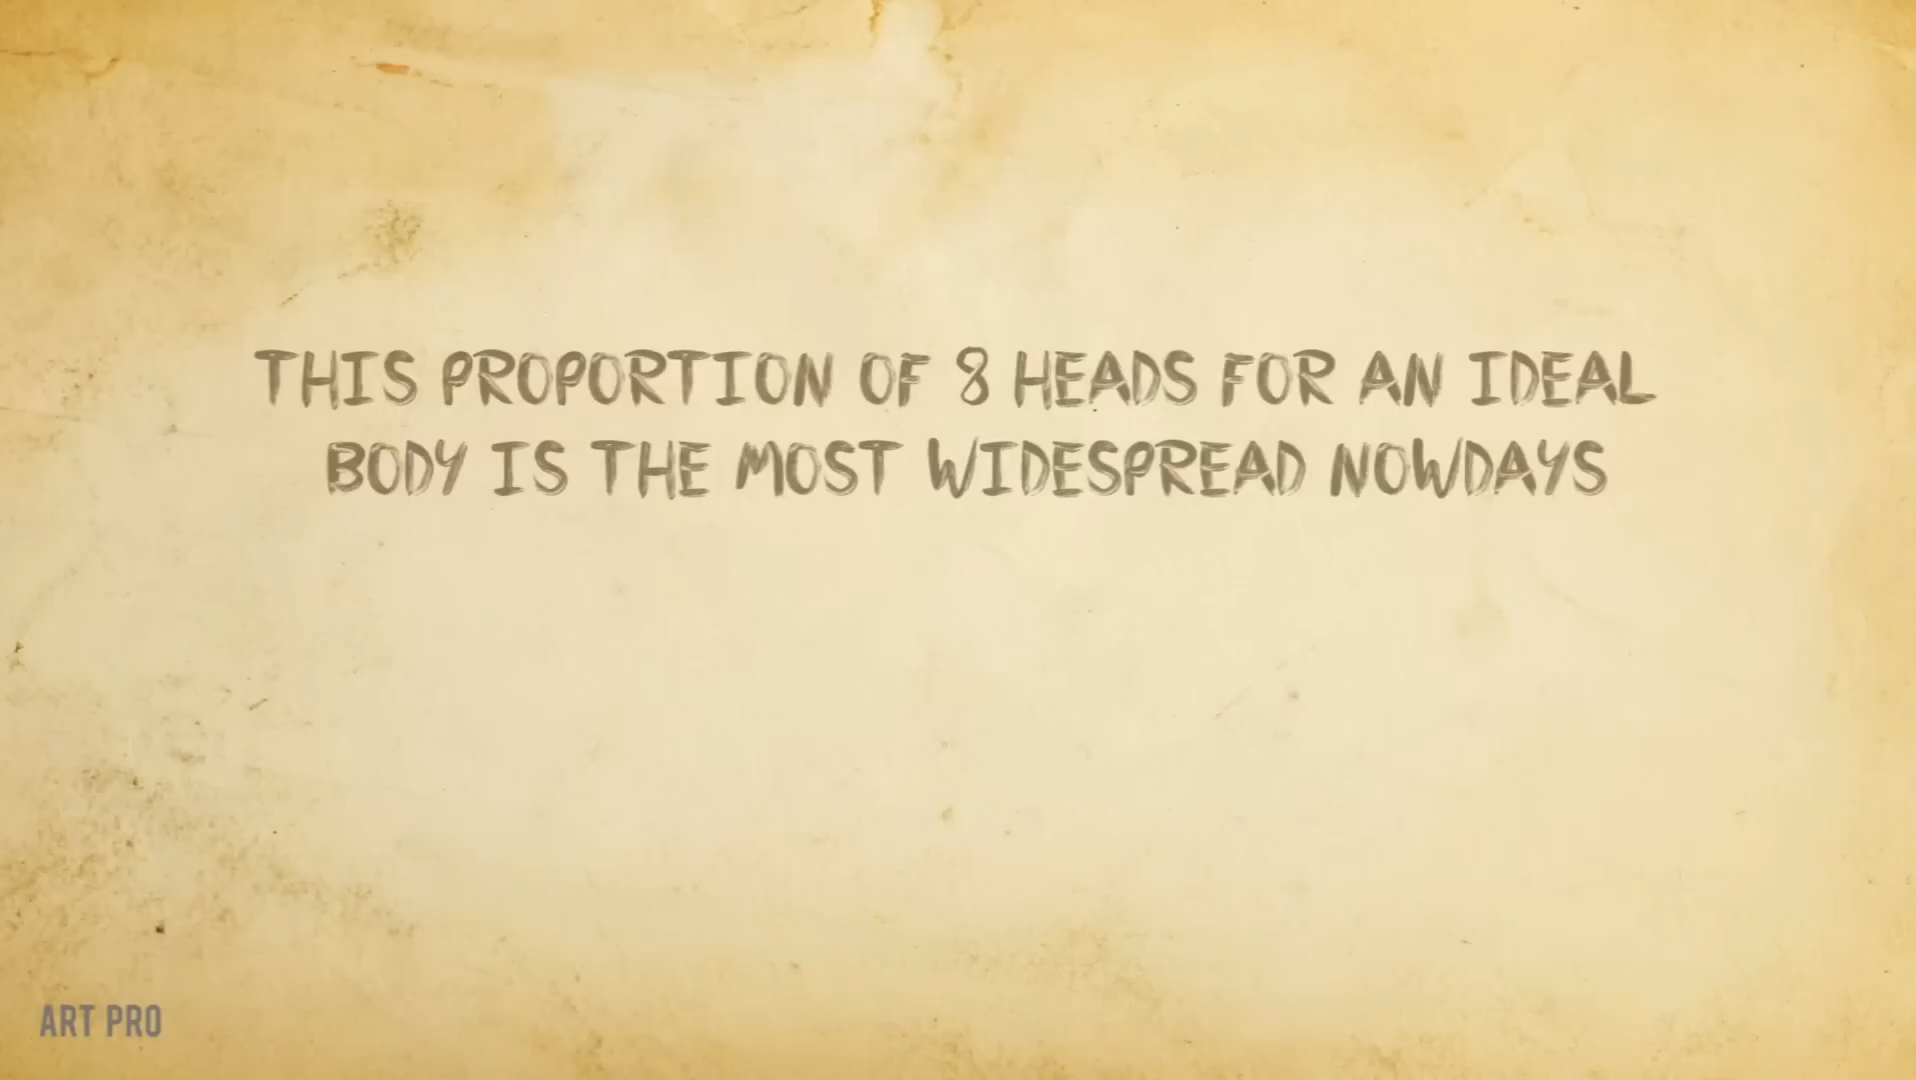 THIS PROPORTION OF 8 HEADS FOR AN IDEAL
BODY IS THE MOST WIDESPREAD NOWDAYS
ART PRO